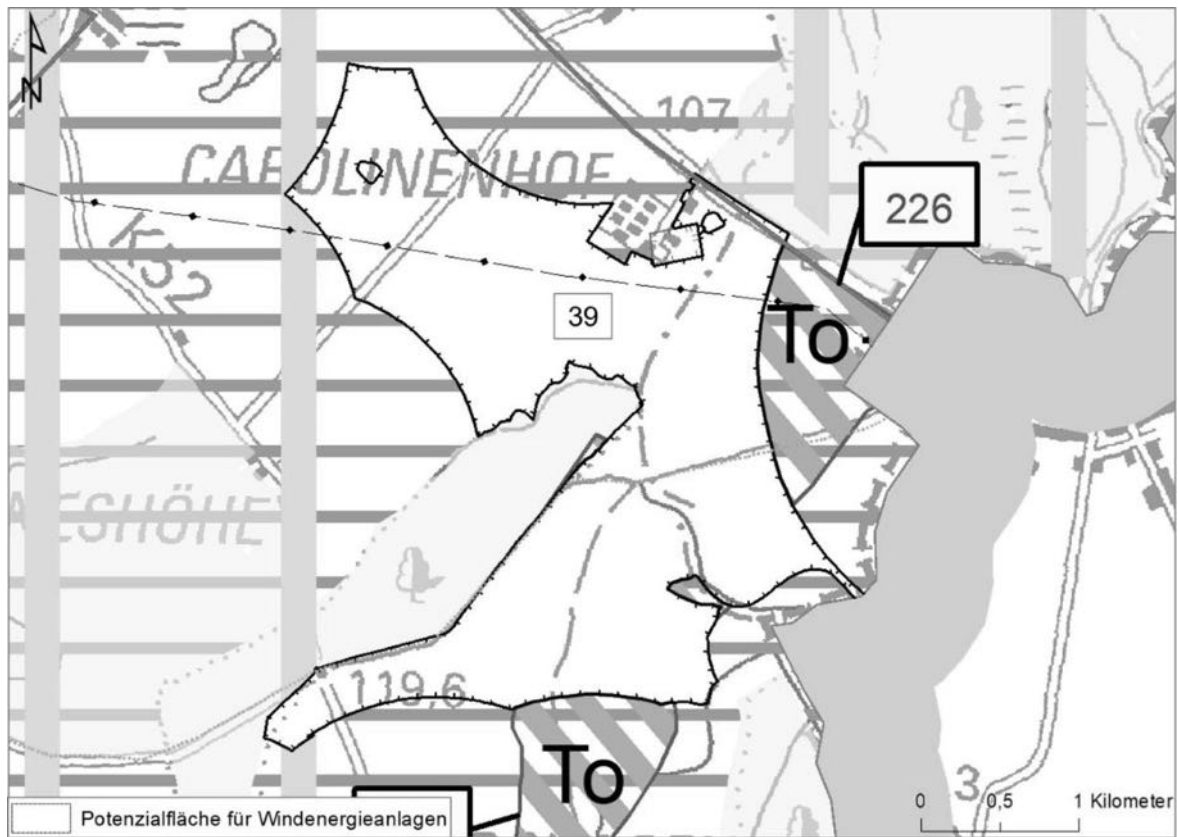 N
107,4
CAROLINENHOF
226
K52
39
To
119,6
To
3
0 0,5 1 Kilometer
Potenzialfläche für Windenergieanlagen